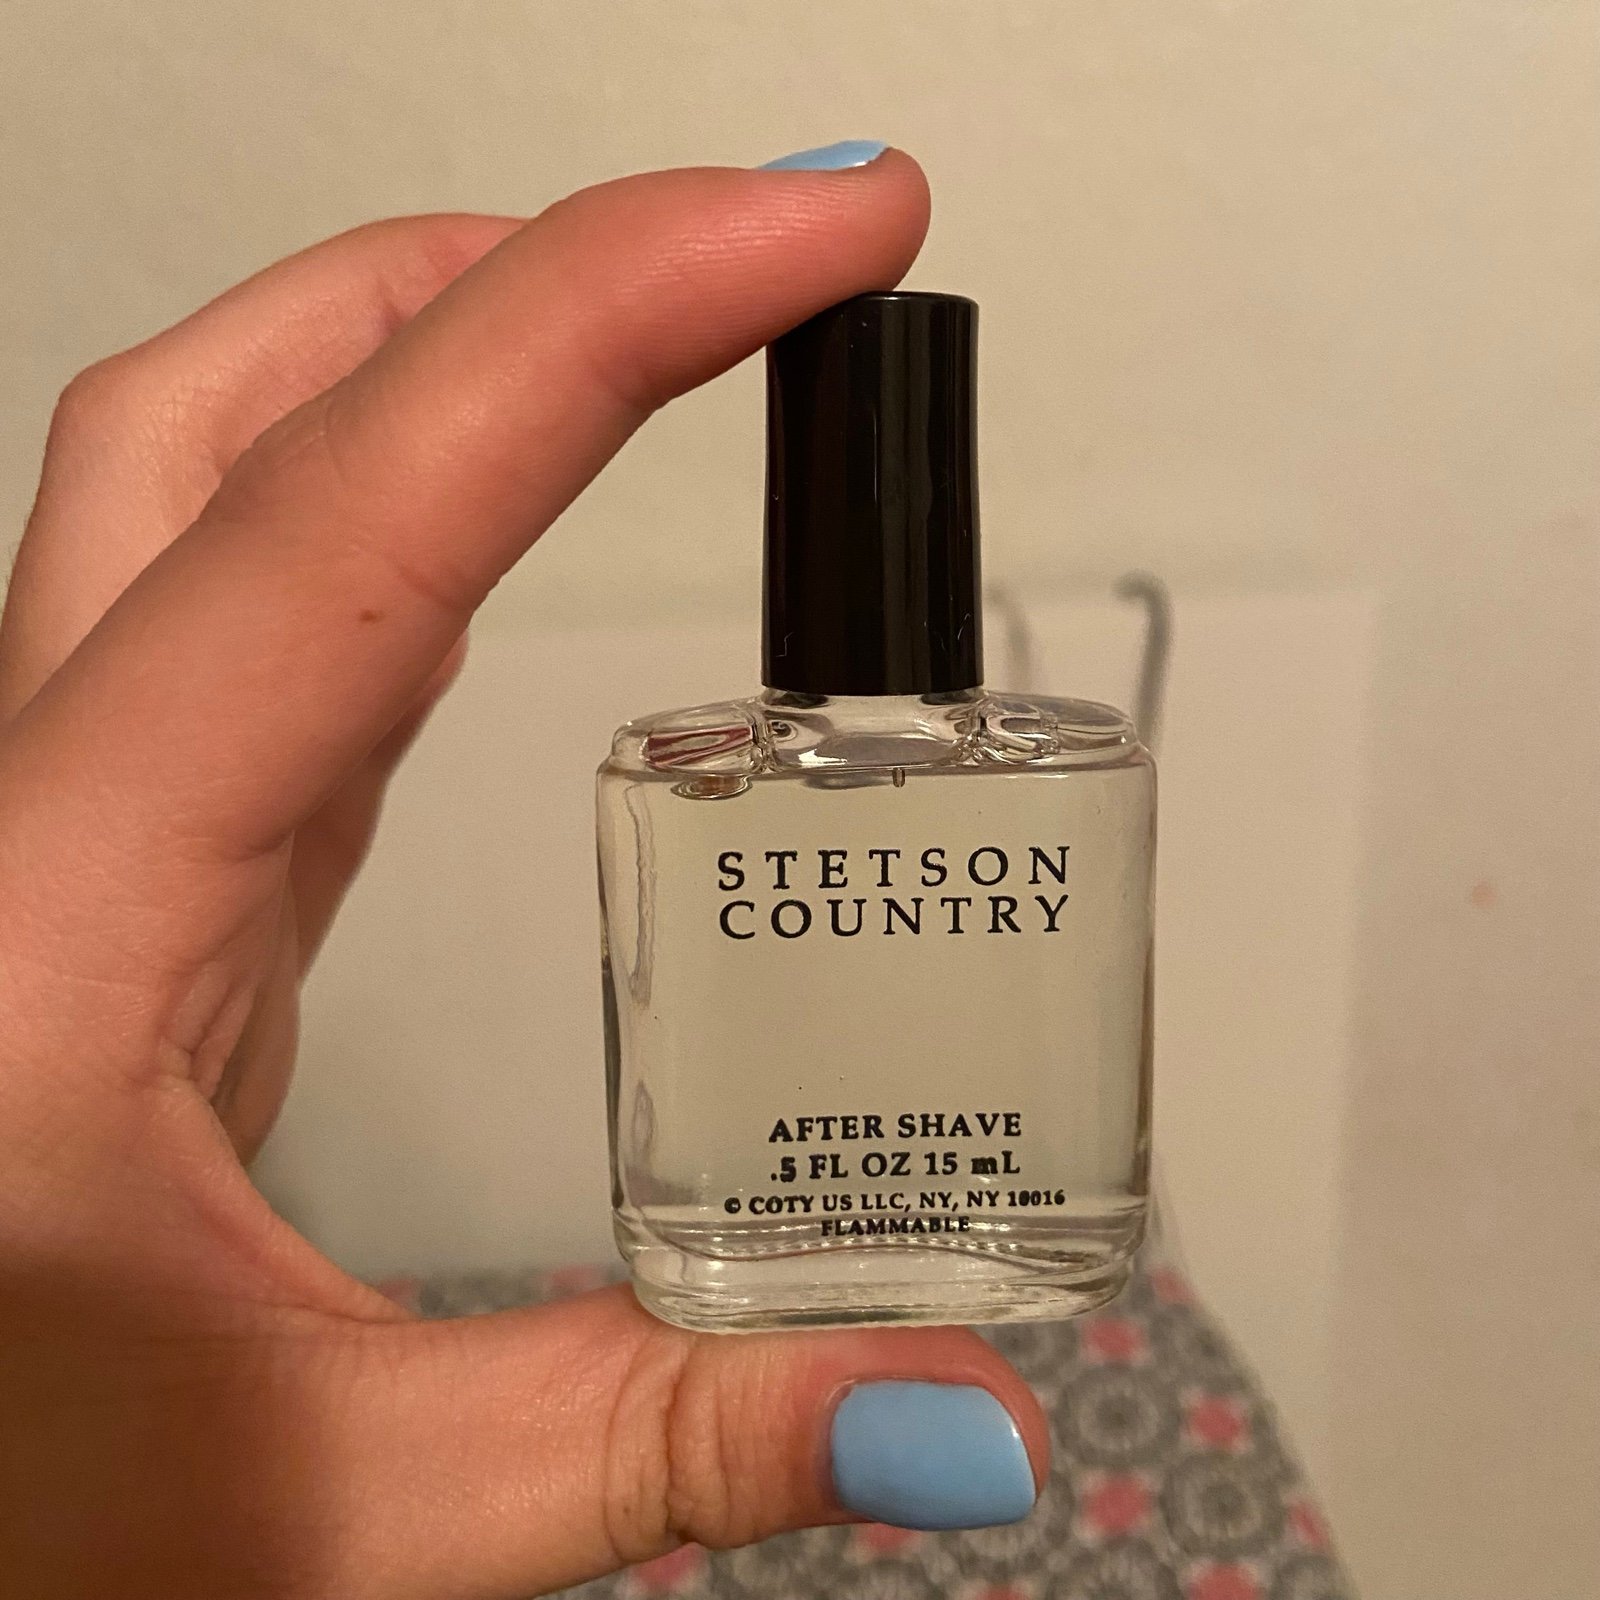 STETSON
COUNTRY
AFTER SHAVE
.5 FL OZ 15 mL
© COTY US LLC, NY, NY 10016
FLAMMABLE